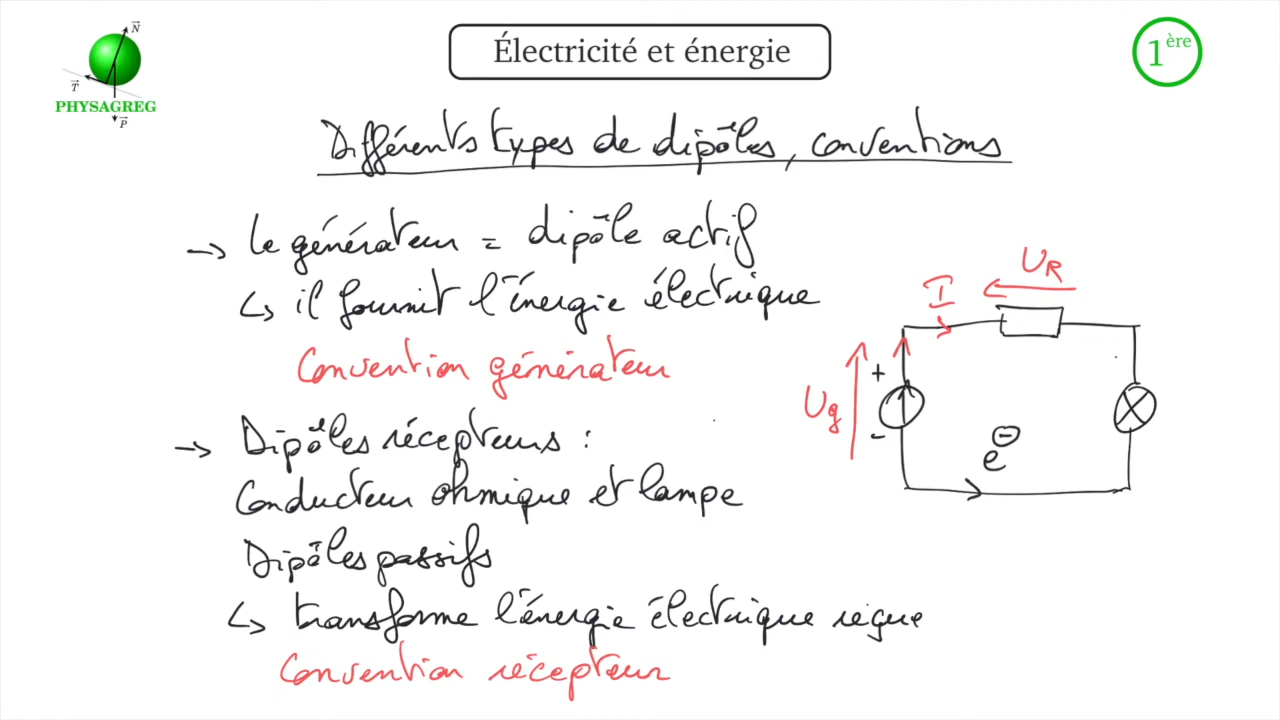 Électricité et énergie
1ère
N
T
PHYSAGREG
P
Différents types de dipôles, conventions
→ le générateur = dipôle actif
↳ il fournit l'énergie électrique
Convention générateur
→ Dipôles récepteurs :
Conducteur ohmique et lampe
Dipôles passifs
↳ transforme l'énergie électrique reçue
Convention récepteur
UR
I
+
Ug
-
e⊖